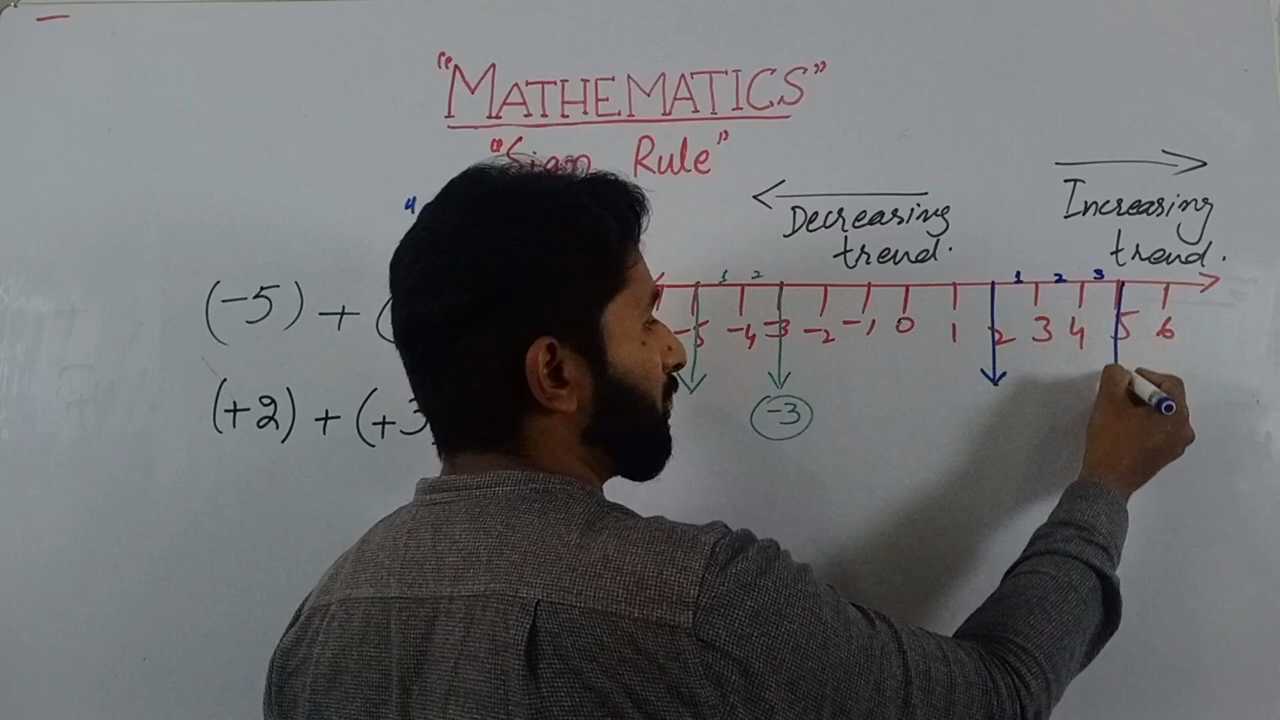 "MATHEMATICS"
"Sign Rule"
Decreasing
trend.
Increasing
trend.
1 2 1 2 3
-5 -4 -3 -2 -1 0 1 2 3 4 5 6
(-5) + (
-3
(+2) + (+3